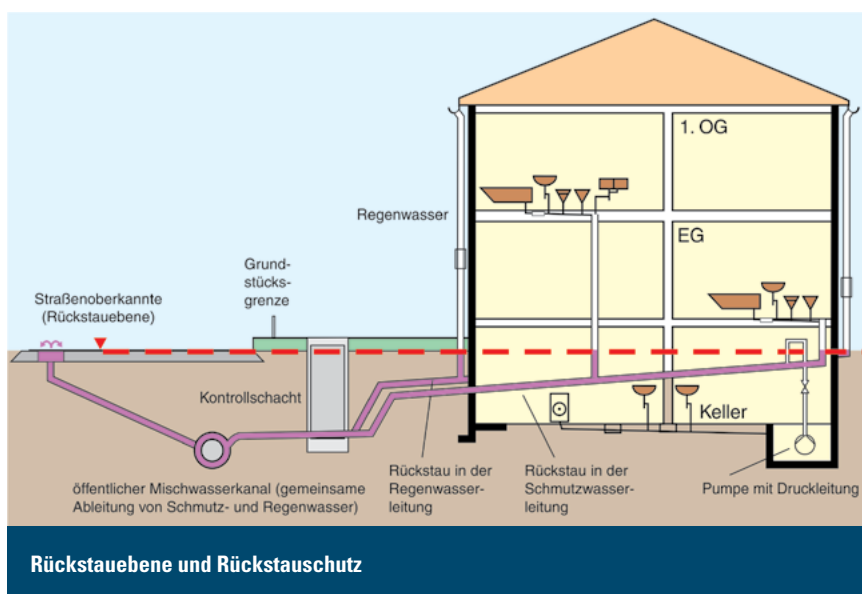 1. OG
Regenwasser
EG
Grund-
stücks-
grenze
Straßenoberkannte
(Rückstauebene)
Kontrollschacht
Keller
öffentlicher Mischwasserkanal (gemeinsame
Ableitung von Schmutz- und Regenwasser)
Rückstau in der
Regenwasser-
leitung
Rückstau in der
Schmutzwasser-
leitung
Pumpe mit Druckleitung
Rückstauebene und Rückstauschutz